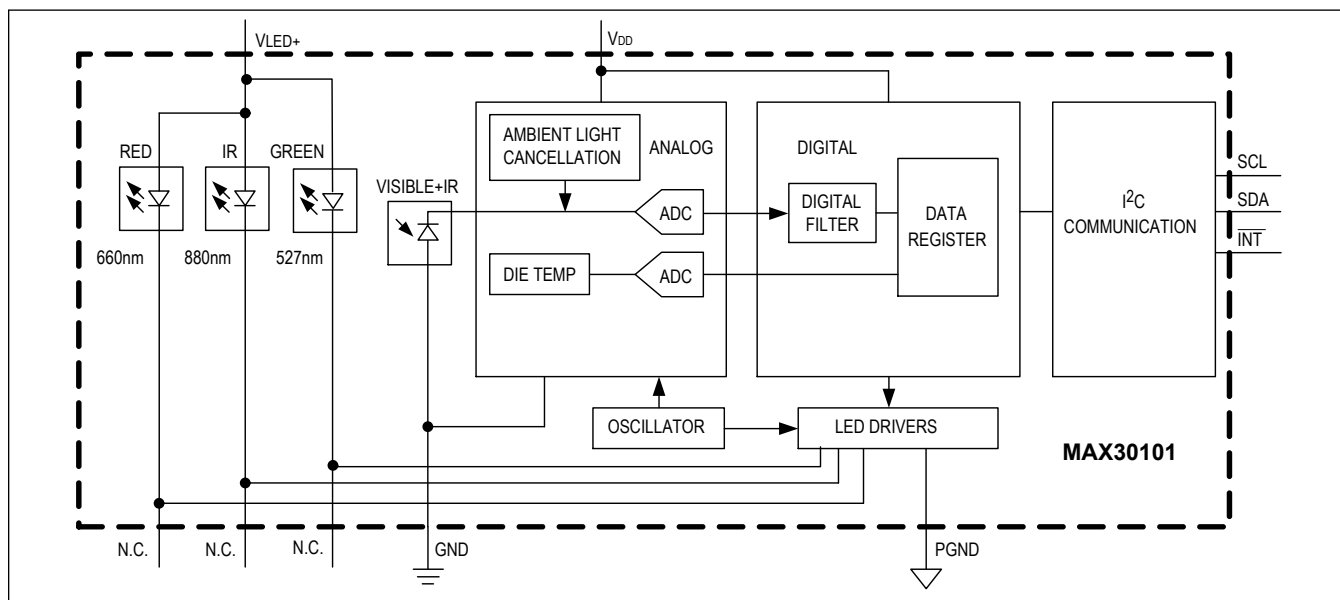 VLED+
VDD
RED
IR
GREEN
660nm
880nm
527nm
VISIBLE+IR
AMBIENT LIGHT
CANCELLATION
ANALOG
ADC
DIE TEMP
ADC
DIGITAL
DIGITAL
FILTER
DATA
REGISTER
I2C
COMMUNICATION
SCL
SDA
INT
OSCILLATOR
LED DRIVERS
MAX30101
N.C.
N.C.
N.C.
GND
PGND